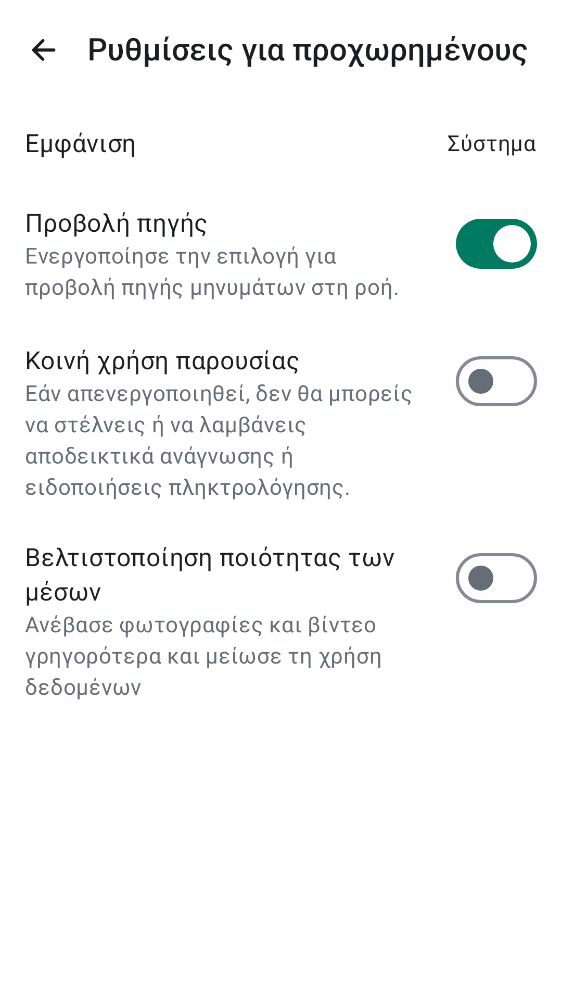 Ρυθμίσεις για προχωρημένους
Εμφάνιση
Σύστημα
Προβολή πηγής
Ενεργοποίησε την επιλογή για
προβολή πηγής μηνυμάτων στη ροή.
Κοινή χρήση παρουσίας
Εάν απενεργοποιηθεί, δεν θα μπορείς
να στέλνεις ή να λαμβάνεις
αποδεικτικά ανάγνωσης ή
ειδοποιήσεις πληκτρολόγησης.
Βελτιστοποίηση ποιότητας των
μέσων
Ανέβασε φωτογραφίες και βίντεο
γρηγορότερα και μείωσε τη χρήση
δεδομένων